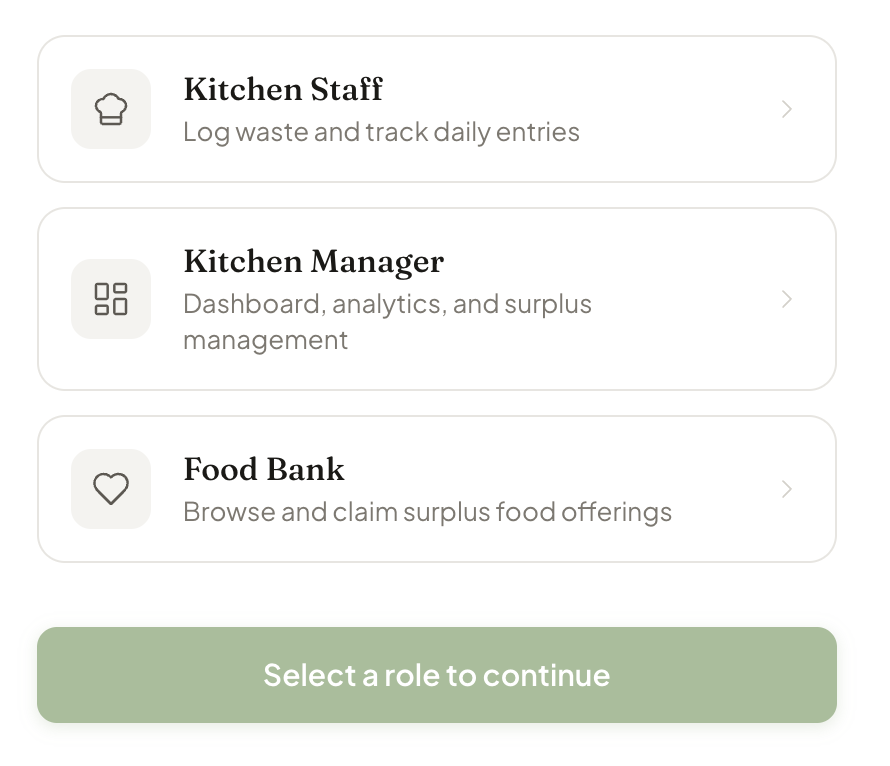 Kitchen Staff
Log waste and track daily entries
Kitchen Manager
Dashboard, analytics, and surplus
management
Food Bank
Browse and claim surplus food offerings
Select a role to continue